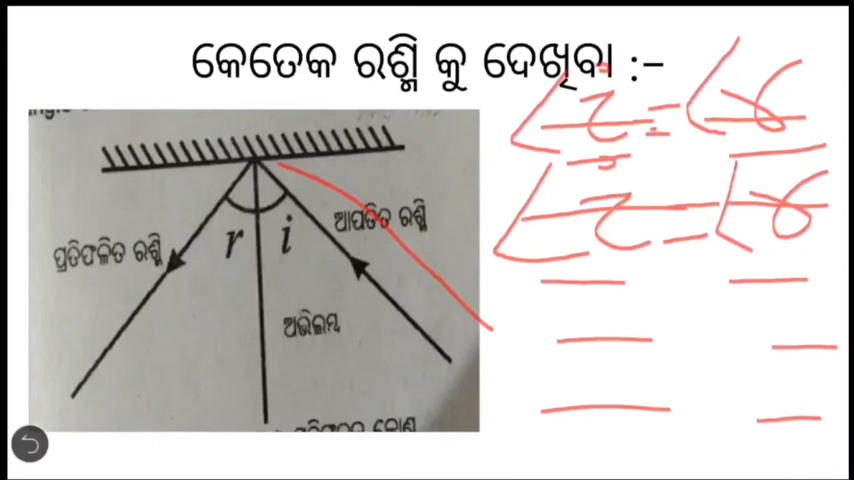 କେତେକ ରଶ୍ମି କୁ ଦେଖିବା :-
∠i = ∠r
∠i = ∠r
r i
ଆପତିତ ରଶ୍ମି
ପ୍ରତିଫଳିତ ରଶ୍ମି
ଅଭିଲମ୍ବ